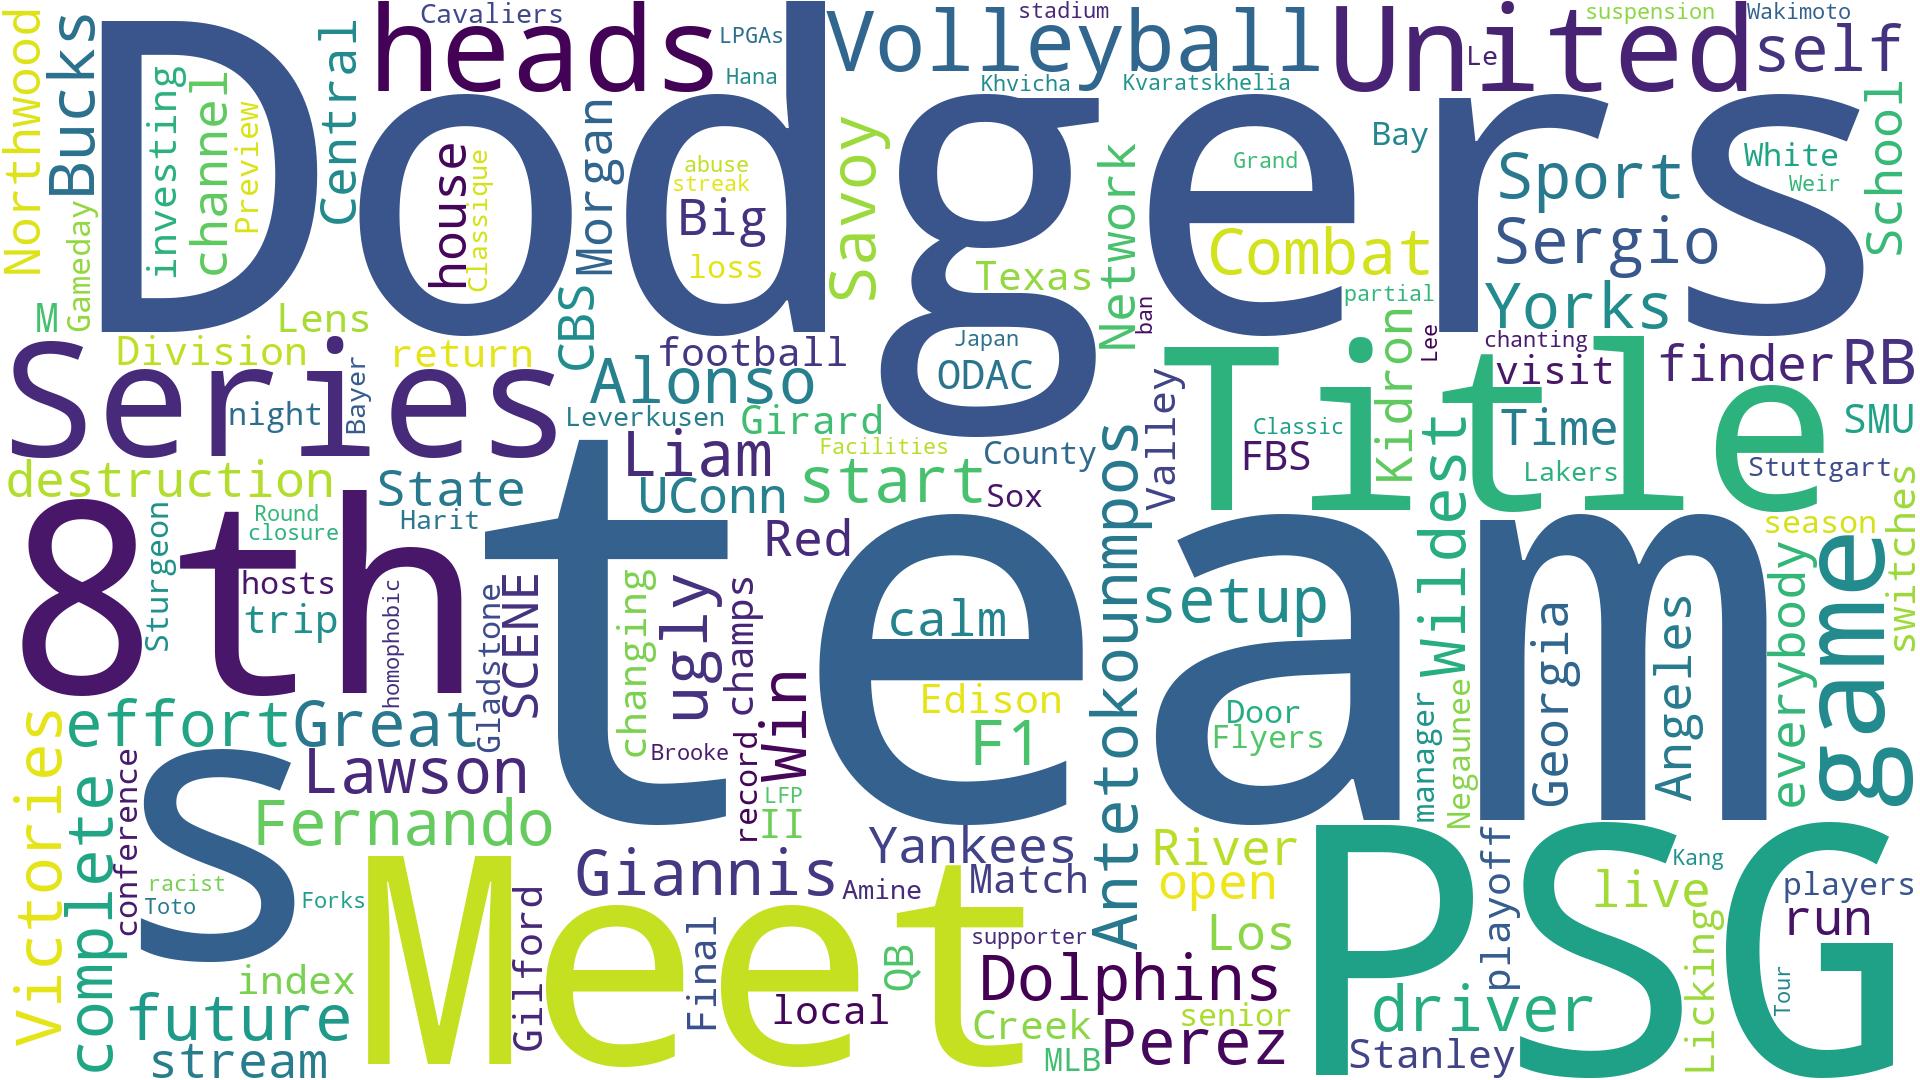 Dodgers
team
s
Title
PSG
Meet
8th
Series
heads
United
Volleyball
self
game
Northwood
Bucks
investing
channel
Preview
Gameday
M
Central
Cavaliers
LPGAs
Hana
house
Classique
Morgan
abuse
streak
Big
loss
Savoy
stadium
Khvicha
Kvaratskhelia
Le
suspension
Wakimoto
Bay
Grand
White
Weir
School
Sport
Sergio
Yorks
Combat
Texas
Network
partial
ban
Lens
Division
return
CBS
football
Japan
ODAC
Alonso
night
Bayer
Leverkusen
Girard
Liam
Facilities
County
start
Sox
UConn
Valley
Kidron
Lee
chanting
visit
finder
RB
Classic
FBS
Time
SMU
Lakers
Stuttgart
destruction
State
Harit
Round
closure
Sturgeon
hosts
trip
homophobic
Gladstone
SCENE
changing
ugly
champs
Red
calm
setup
Antetokounmpos
Wildest
season
switches
everybody
Georgia
Angeles
effort
Great
Edison
F1
Door
Flyers
manager
Negaunee
Brooke
record
Win
Victories
complete
conference
Lawson
Fernando
LFP
II
Yankees
Giannis
Amine
Match
River
open
playoff
Kang
live
players
run
racist
Toto
Forks
Gilford
Final
QB
supporter
Los
Licking
Tour
index
future
stream
local
Dolphins
Creek
senior
MLB
Perez
driver
Stanley